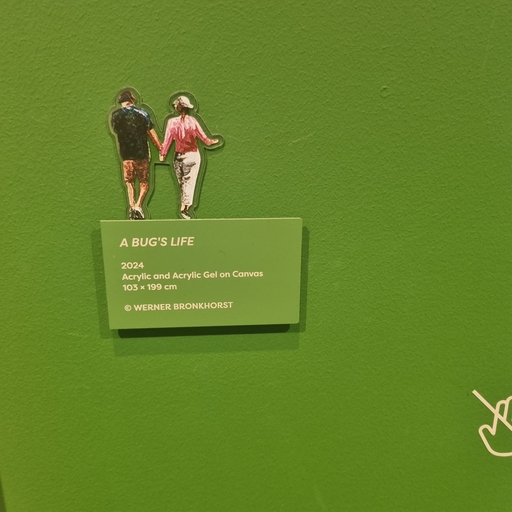 A BUG'S LIFE
2024
Acrylic and Acrylic Gel on Canvas
103 × 199 cm
© WERNER BRONKHORST